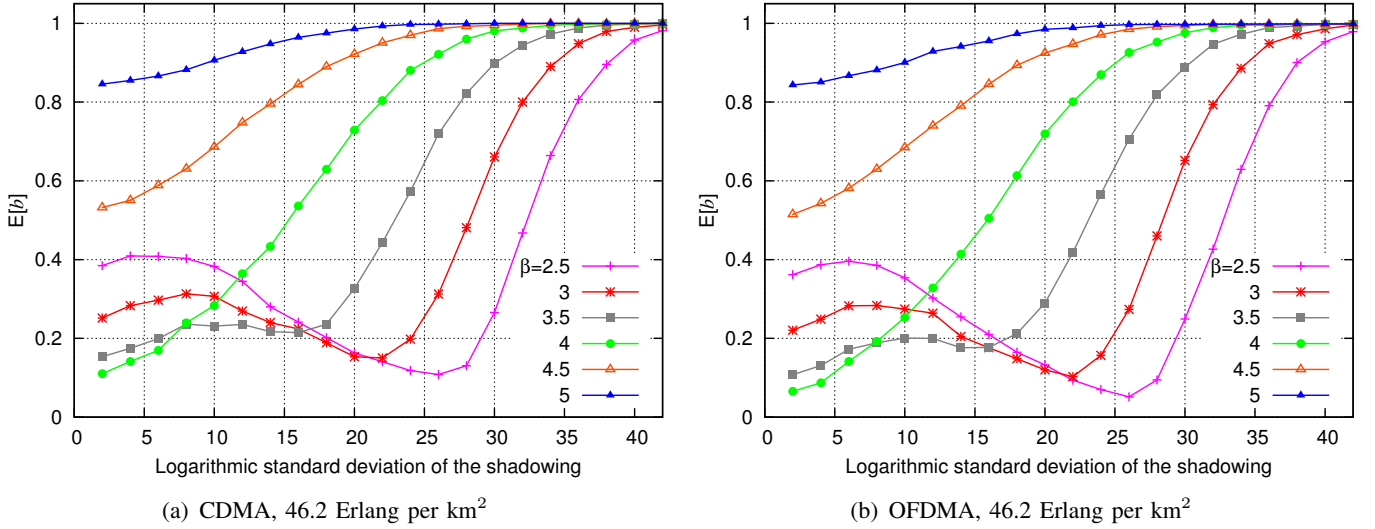 1
0.8
0.6
0.4
0.2
0
E[b]
0 5 10 15 20 25 30 35 40
Logarithmic standard deviation of the shadowing
β=2.5
3
3.5
4
4.5
5
(a) CDMA, 46.2 Erlang per km²
1
0.8
0.6
0.4
0.2
0
E[b]
0 5 10 15 20 25 30 35 40
Logarithmic standard deviation of the shadowing
β=2.5
3
3.5
4
4.5
5
(b) OFDMA, 46.2 Erlang per km²